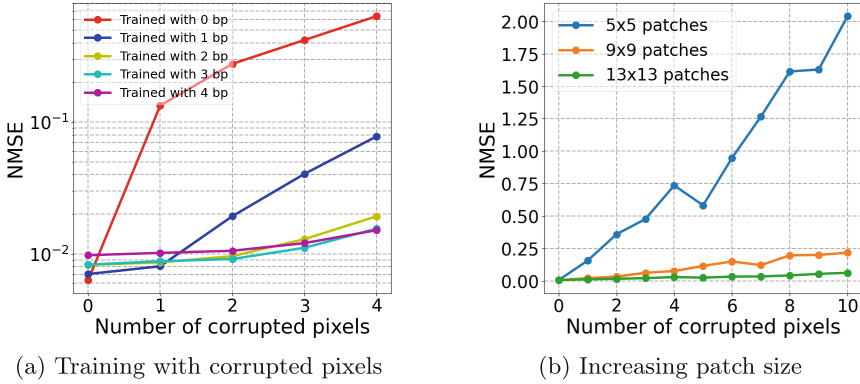 Trained with 0 bp
Trained with 1 bp
Trained with 2 bp
Trained with 3 bp
Trained with 4 bp
10⁻¹
10⁻²
NMSE
0 1 2 3 4
Number of corrupted pixels
(a) Training with corrupted pixels
5x5 patches
9x9 patches
13x13 patches
2.00
1.75
1.50
1.25
1.00
0.75
0.50
0.25
0.00
NMSE
0 2 4 6 8 10
Number of corrupted pixels
(b) Increasing patch size